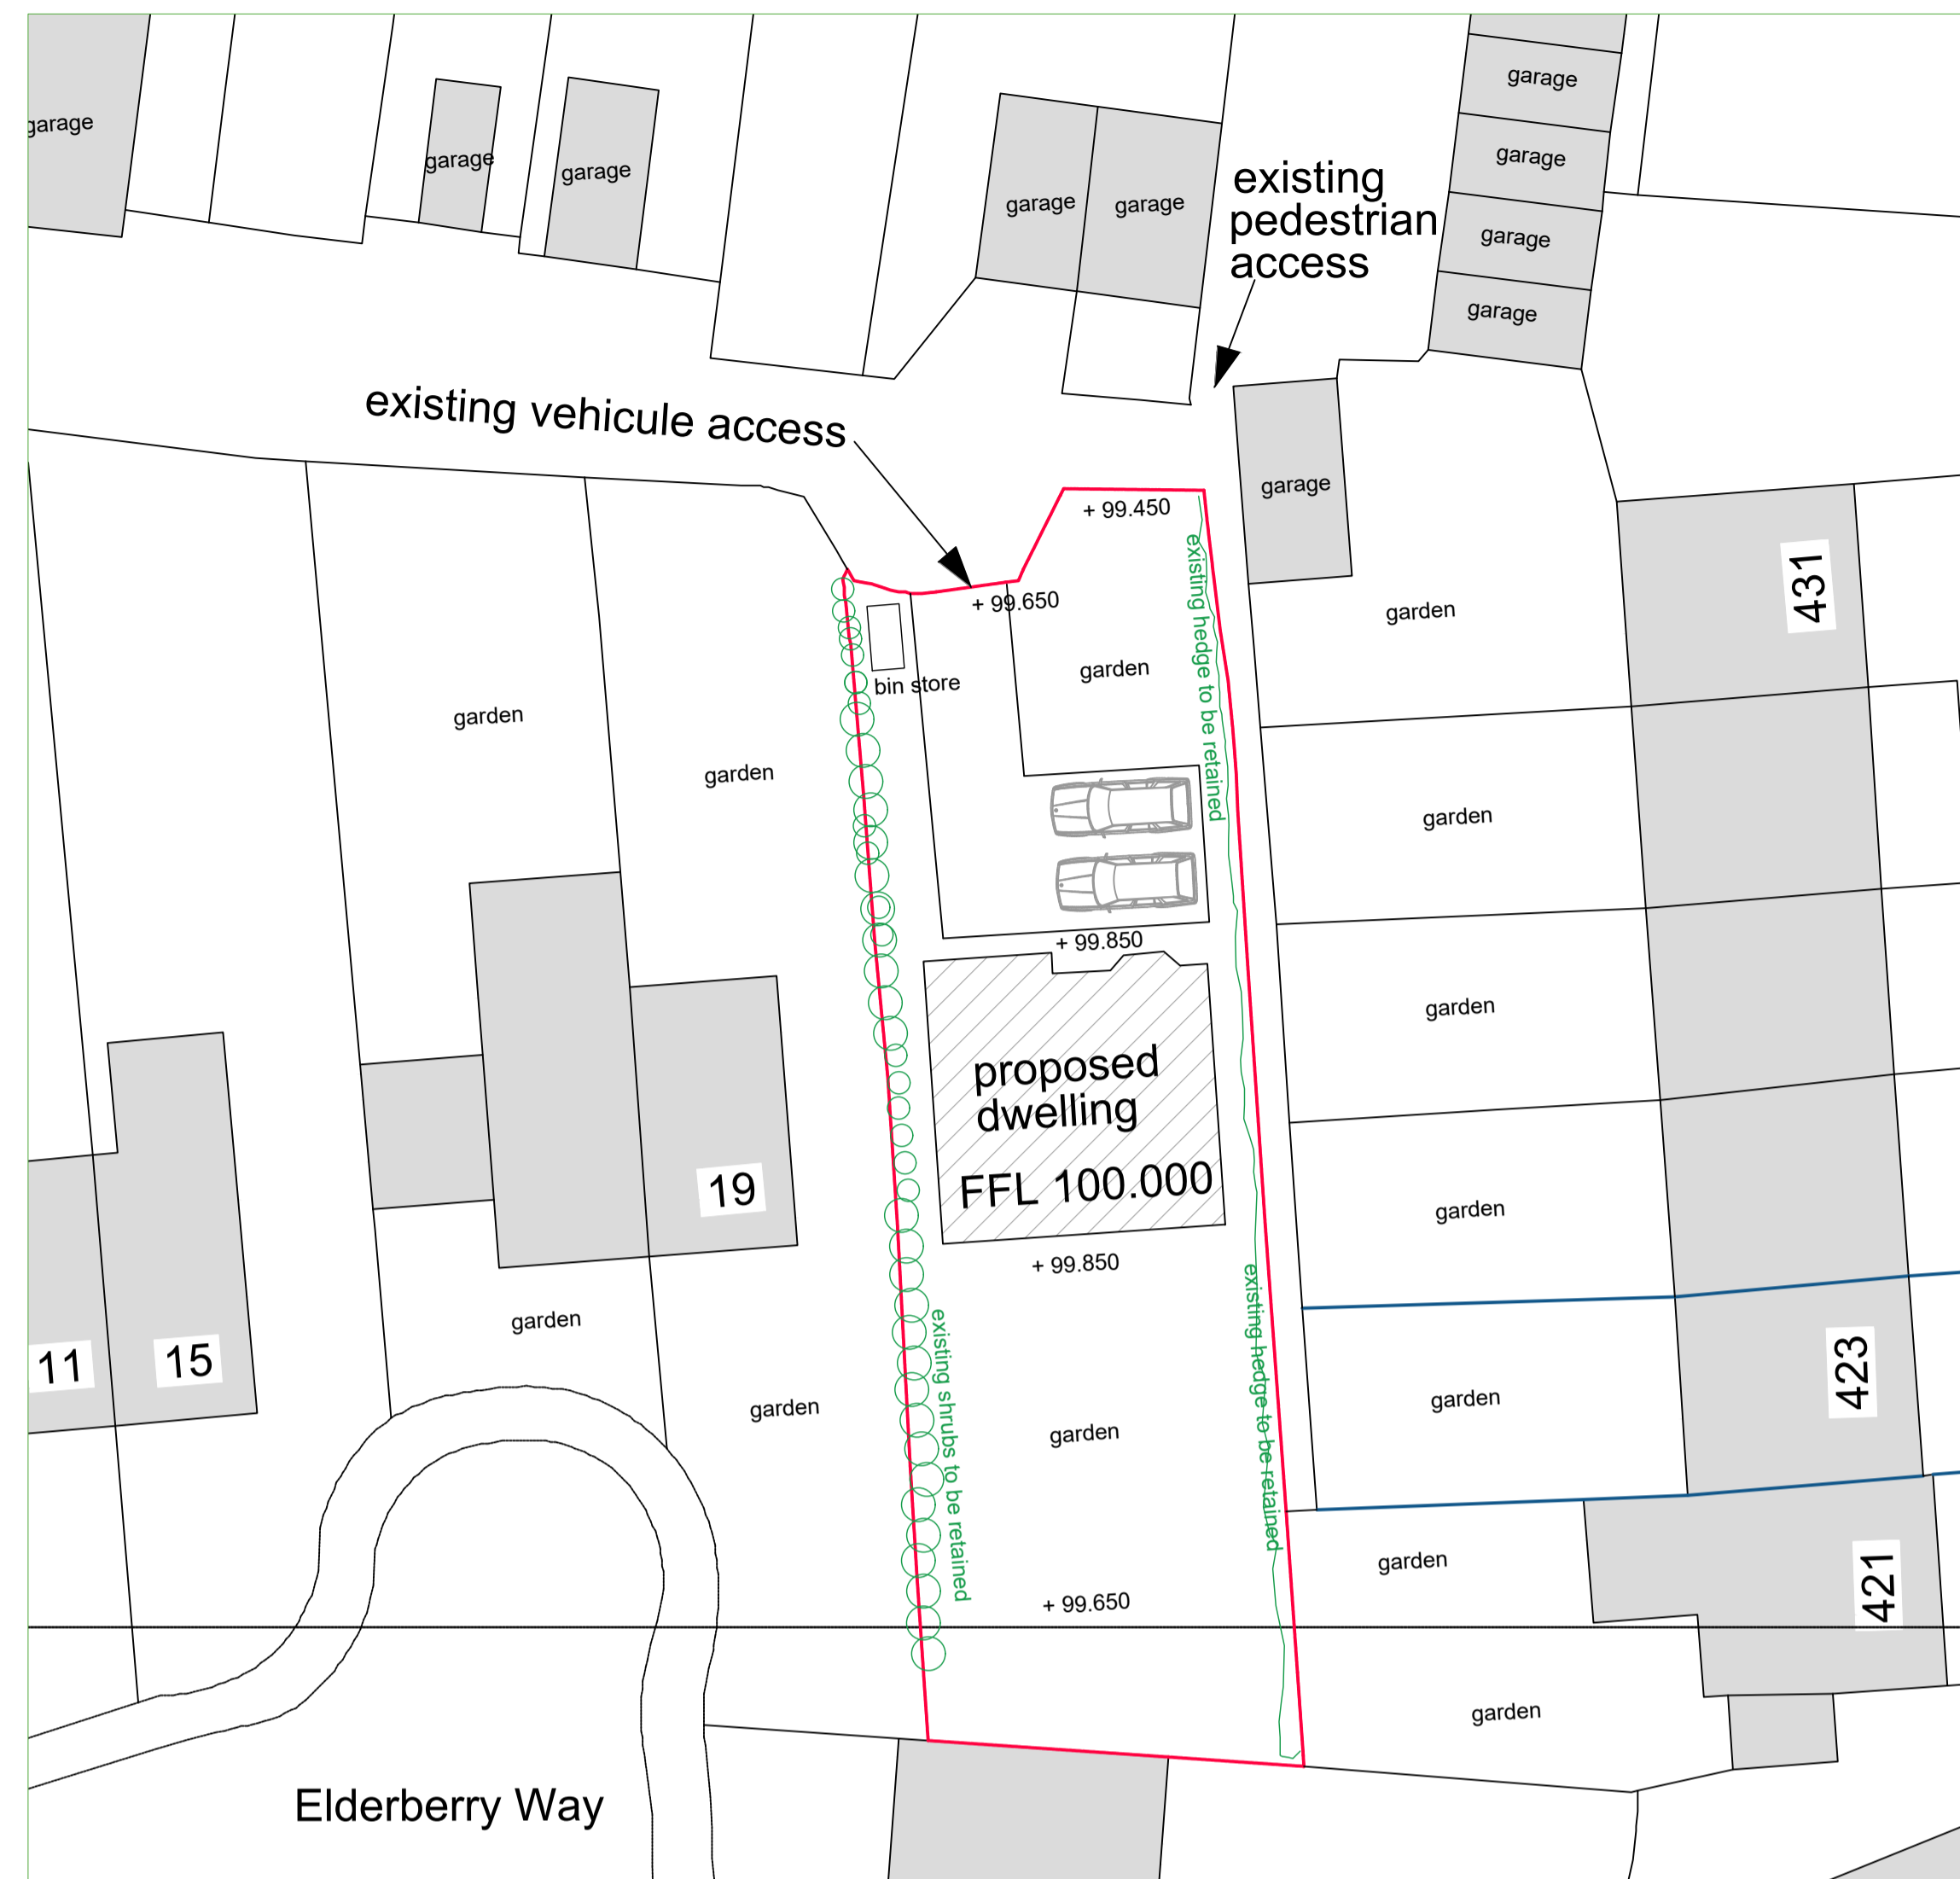 garage
garage
garage
garage
garage
garage
garage
garage
garage
existing
pedestrian
access
existing vehicule access
garage
+ 99.450
+ 99.650
existing hedge to be retained
431
garden
garden
bin store
garden
garden
garden
+ 99.850
garden
proposed
dwelling
FFL 100.000
19
garden
+ 99.850
garden
11
15
existing shrubs to be retained
existing hedge to be retained
423
garden
garden
garden
garden
+ 99.650
421
garden
Elderberry Way